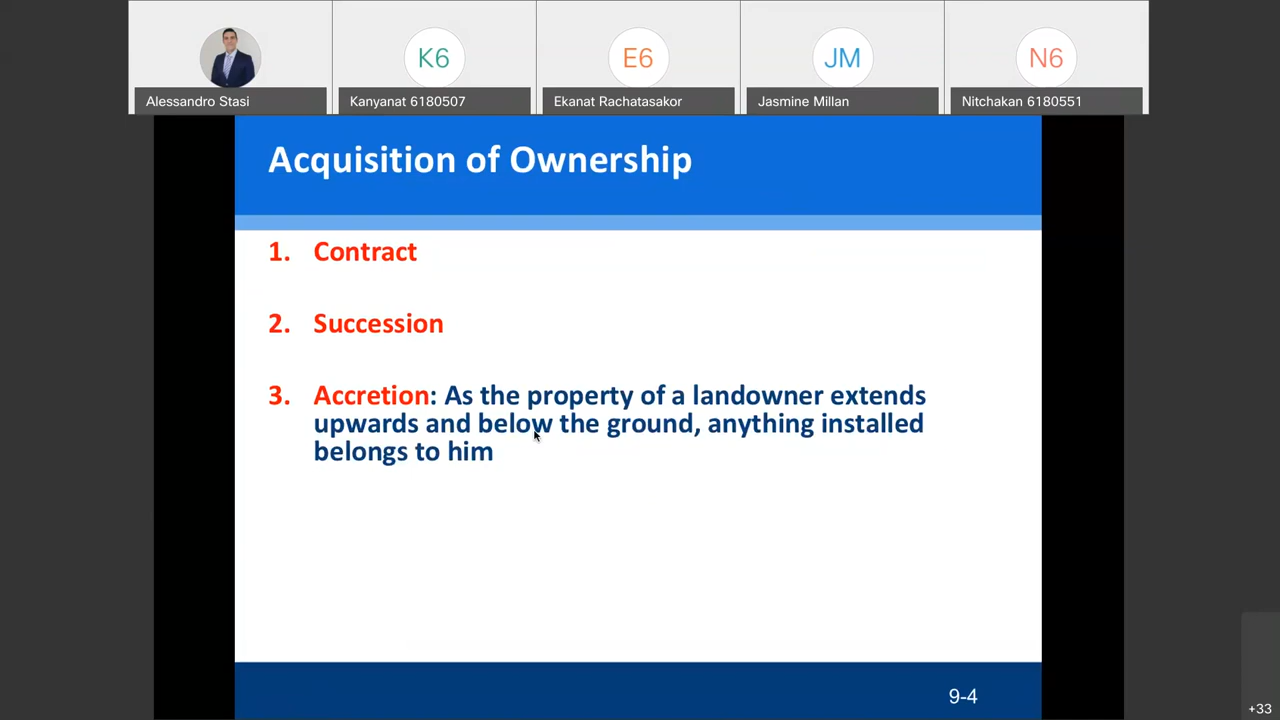 K6
E6
JM
N6
Alessandro Stasi
Kanyanat 6180507
Ekanat Rachatasakor
Jasmine Millan
Nitchakan 6180551
Acquisition of Ownership
1. Contract
2. Succession
3. Accretion: As the property of a landowner extends
upwards and below the ground, anything installed
belongs to him
9-4
+33